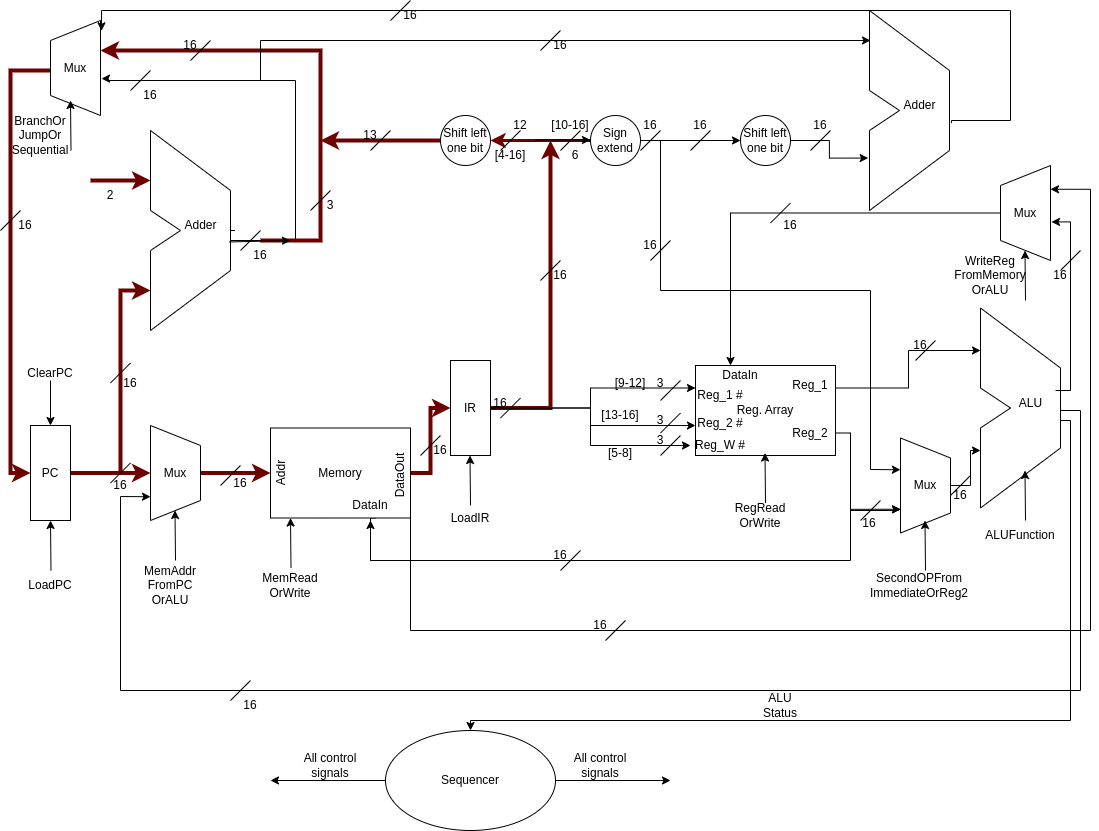 16
16
16
Mux
16
Adder
BranchOr
JumpOr
Sequential
13
Shift left
one bit
12
[4-16]
[10-16]
6
Sign
extend
16
16
Shift left
one bit
16
2
3
Adder
16
16
16
16
16
16
Mux
WriteReg
FromMemory
OrALU
16
ClearPC
16
PC
16
LoadPC
Mux
16
MemAddr
FromPC
OrALU
Addr
Memory
DataOut
DataIn
MemRead
OrWrite
16
IR
16
LoadIR
[9-12]
3
[13-16]
3
3
[5-8]
DataIn
Reg_1 #
Reg_1
Reg. Array
Reg_2 #
Reg_2
Reg_W #
RegRead
OrWrite
16
ALU
Mux
16
16
ALUFunction
SecondOPFrom
ImmediateOrReg2
16
16
16
ALU
Status
All control
signals
Sequencer
All control
signals